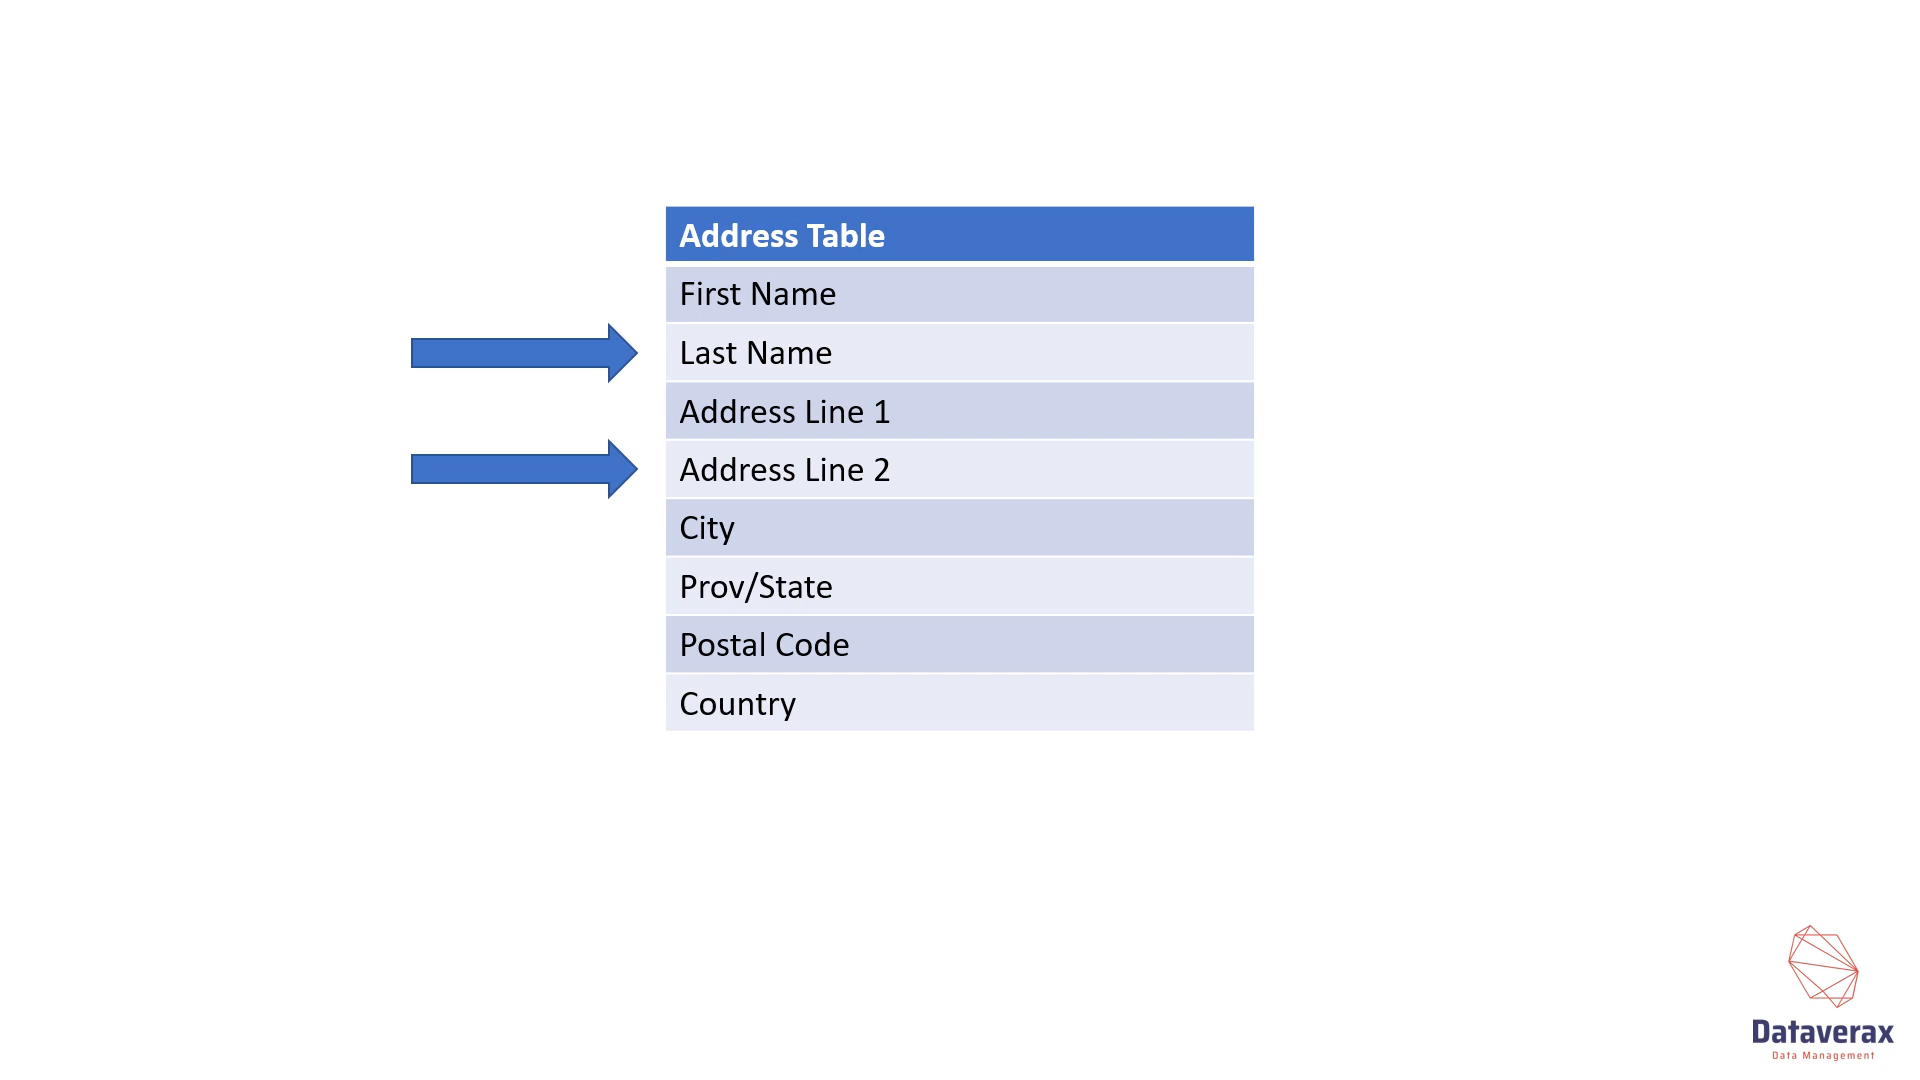 Address Table
First Name
Last Name
Address Line 1
Address Line 2
City
Prov/State
Postal Code
Country
Dataverax
Data Management